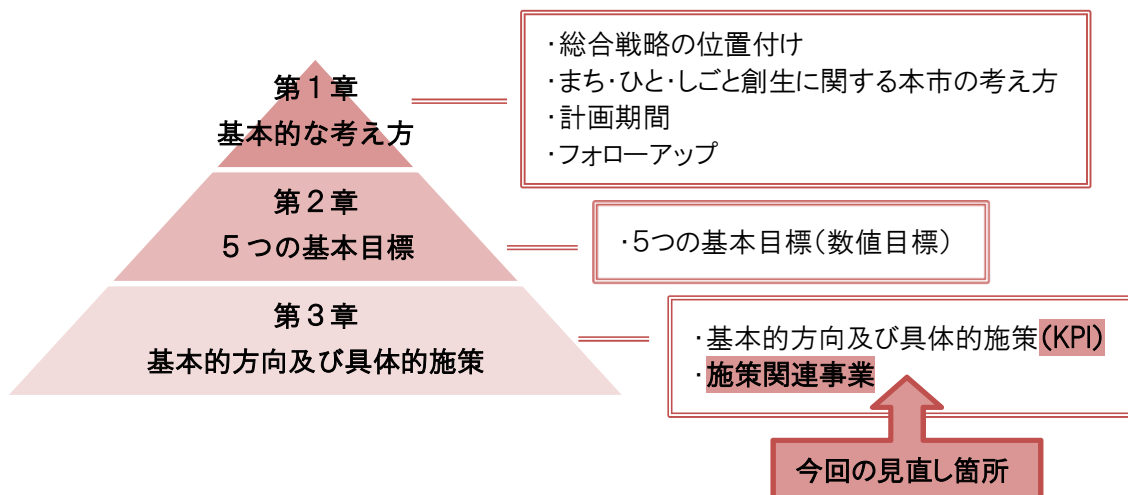 第1章
基本的な考え方
・総合戦略の位置付け
・まち・ひと・しごと創生に関する本市の考え方
・計画期間
・フォローアップ
第2章
5つの基本目標
・5つの基本目標(数値目標)
第3章
基本的方向及び具体的施策
・基本的方向及び具体的施策(KPI)
・施策関連事業
今回の見直し箇所